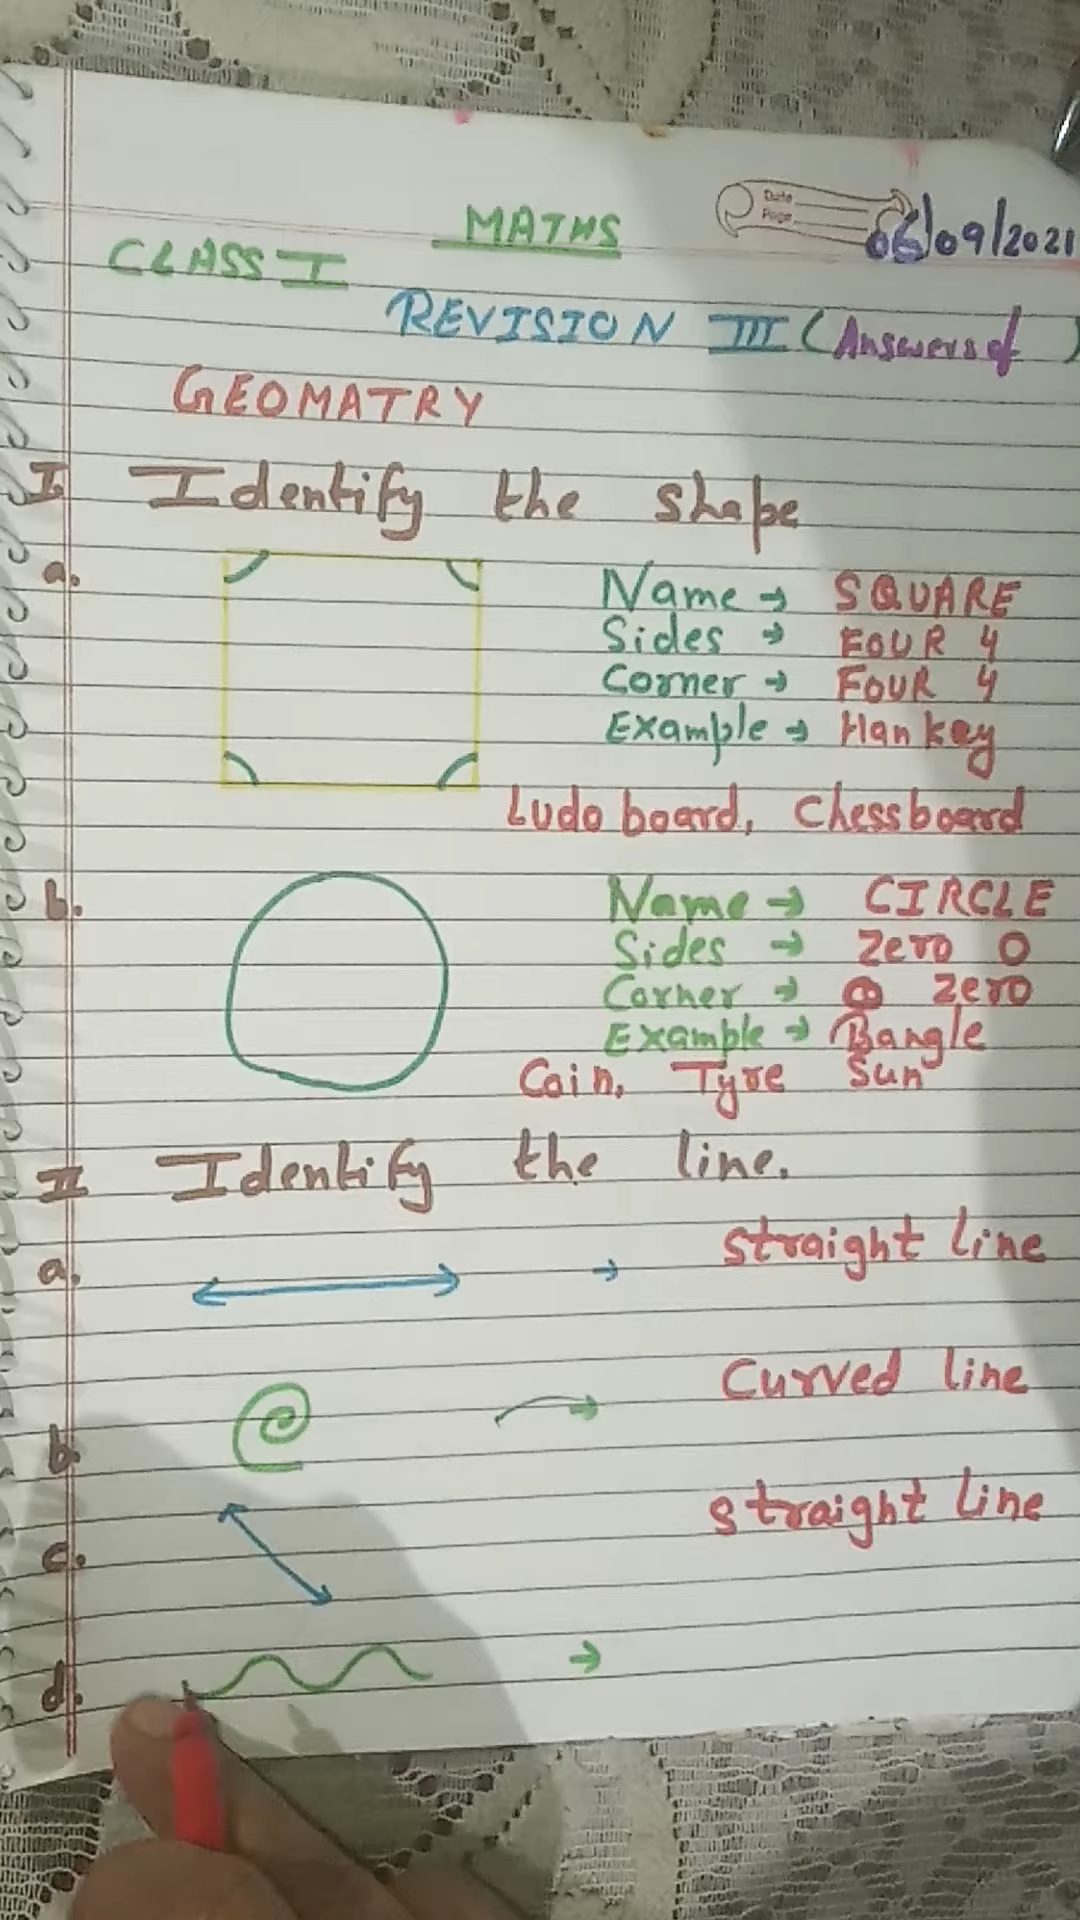 MATHS
Date
Page
06/09/2021
CLASS I
REVISION III (Answers of )
GEOMATRY
I Identify the shape
a.
Name → SQUARE
Sides → FOUR 4
Corner → FOUR 4
Example → Hankey
Ludo board, Chessboard
b.
Name → CIRCLE
Sides → Zero 0
Corner → Zero
Example → Bangle
Coin, Tyre Sun
II Identify the line.
a. → straight line
b. → Curved line
c. straight line
d. →